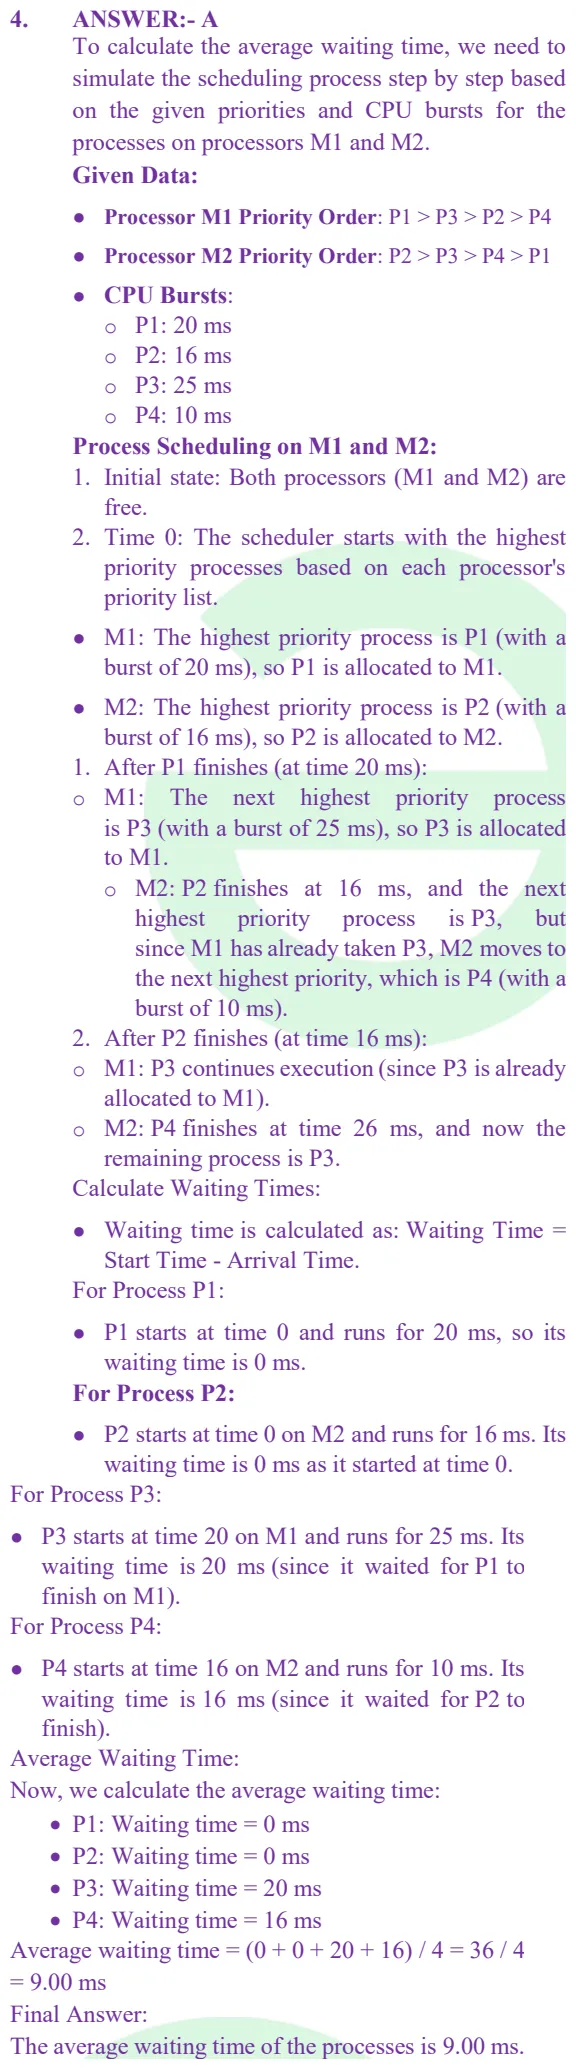 4. ANSWER:- A
To calculate the average waiting time, we need to
simulate the scheduling process step by step based
on the given priorities and CPU bursts for the
processes on processors M1 and M2.
Given Data:
● Processor M1 Priority Order: P1 > P3 > P2 > P4
● Processor M2 Priority Order: P2 > P3 > P4 > P1
● CPU Bursts:
o P1: 20 ms
o P2: 16 ms
o P3: 25 ms
o P4: 10 ms
Process Scheduling on M1 and M2:
1. Initial state: Both processors (M1 and M2) are
free.
2. Time 0: The scheduler starts with the highest
priority processes based on each processor's
priority list.
● M1: The highest priority process is P1 (with a
burst of 20 ms), so P1 is allocated to M1.
● M2: The highest priority process is P2 (with a
burst of 16 ms), so P2 is allocated to M2.
1. After P1 finishes (at time 20 ms):
o M1: The next highest priority process
is P3 (with a burst of 25 ms), so P3 is allocated
to M1.
o M2: P2 finishes at 16 ms, and the next
highest priority process is P3, but
since M1 has already taken P3, M2 moves to
the next highest priority, which is P4 (with a
burst of 10 ms).
2. After P2 finishes (at time 16 ms):
o M1: P3 continues execution (since P3 is already
allocated to M1).
o M2: P4 finishes at time 26 ms, and now the
remaining process is P3.
Calculate Waiting Times:
● Waiting time is calculated as: Waiting Time =
Start Time - Arrival Time.
For Process P1:
● P1 starts at time 0 and runs for 20 ms, so its
waiting time is 0 ms.
For Process P2:
● P2 starts at time 0 on M2 and runs for 16 ms. Its
waiting time is 0 ms as it started at time 0.
For Process P3:
● P3 starts at time 20 on M1 and runs for 25 ms. Its
waiting time is 20 ms (since it waited for P1 to
finish on M1).
For Process P4:
● P4 starts at time 16 on M2 and runs for 10 ms. Its
waiting time is 16 ms (since it waited for P2 to
finish).
Average Waiting Time:
Now, we calculate the average waiting time:
● P1: Waiting time = 0 ms
● P2: Waiting time = 0 ms
● P3: Waiting time = 20 ms
● P4: Waiting time = 16 ms
Average waiting time = (0 + 0 + 20 + 16) / 4 = 36 / 4
= 9.00 ms
Final Answer:
The average waiting time of the processes is 9.00 ms.